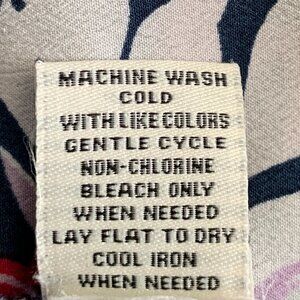 MACHINE WASH
COLD
WITH LIKE COLORS
GENTLE CYCLE
NON-CHLORINE
BLEACH ONLY
WHEN NEEDED
LAY FLAT TO DRY
COOL IRON
WHEN NEEDED